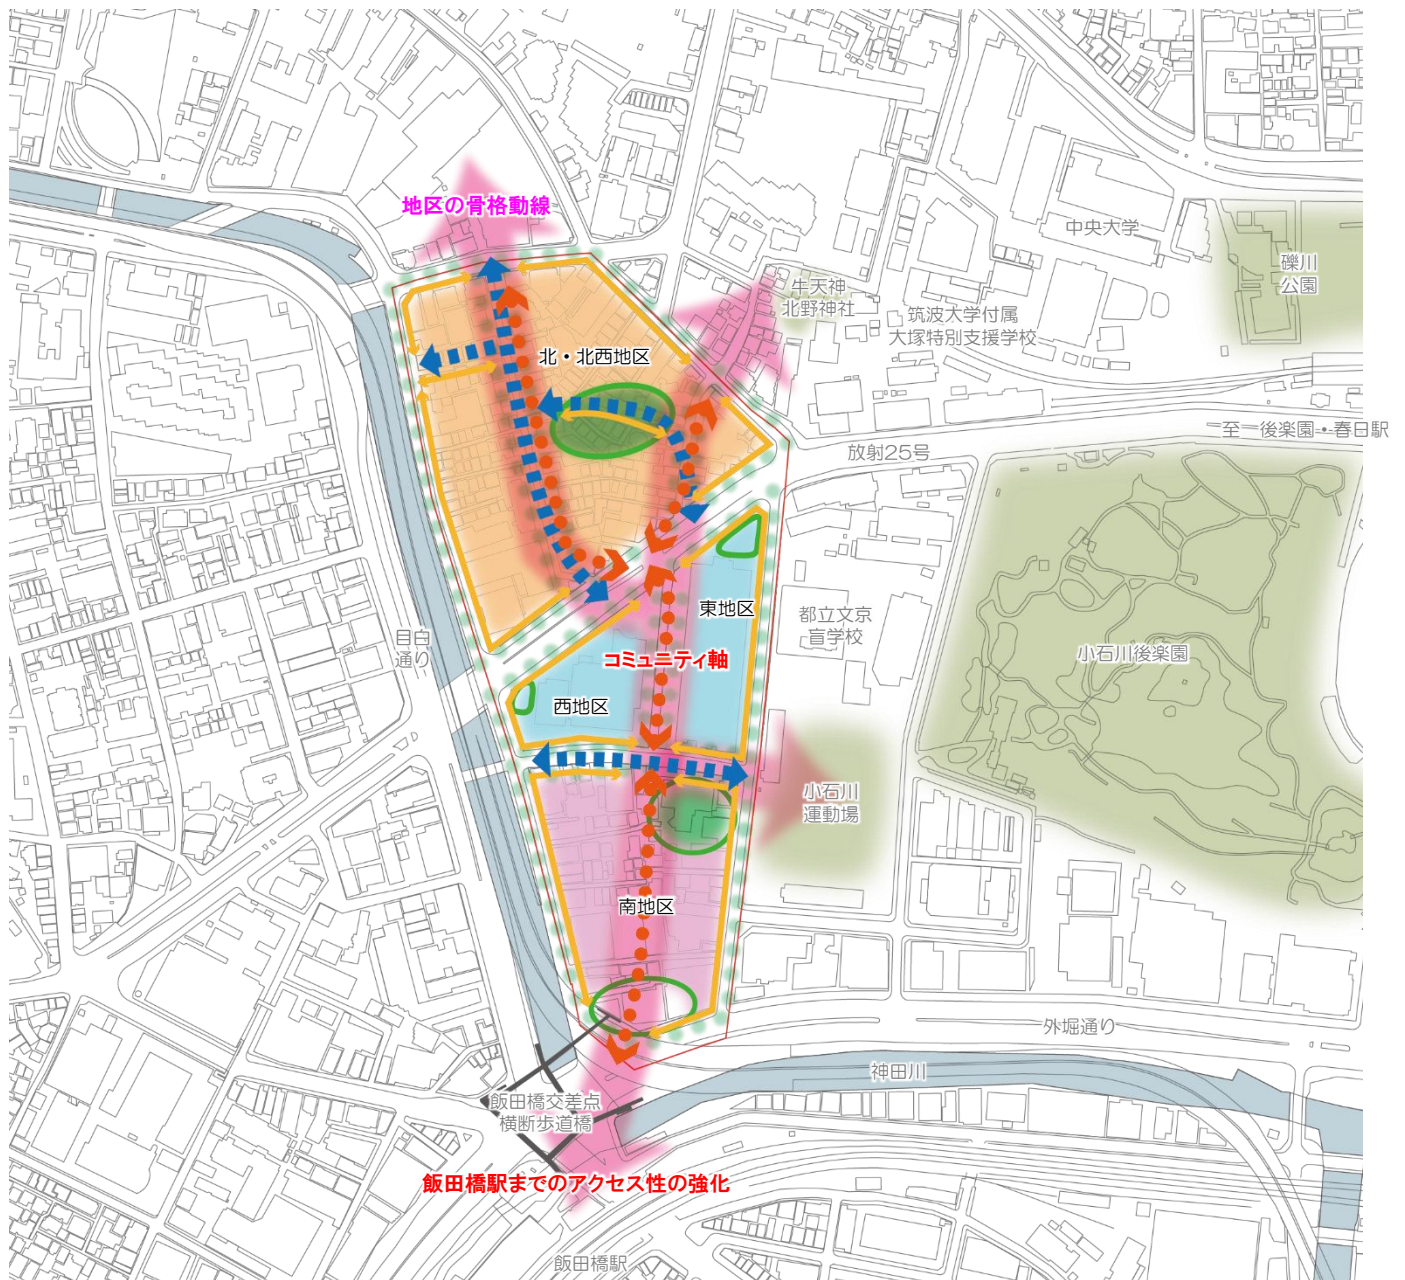 地区の骨格動線
中央大学
礫川
公園
牛天神
北野神社
筑波大学付属
大塚特別支援学校
北・北西地区
至 後楽園・春日駅
放射25号
東地区
都立文京
盲学校
目白
通り
コミュニティ軸
小石川後楽園
西地区
小石川
運動場
南地区
外堀通り
神田川
飯田橋交差点
横断歩道橋
飯田橋駅までのアクセス性の強化
飯田橋駅